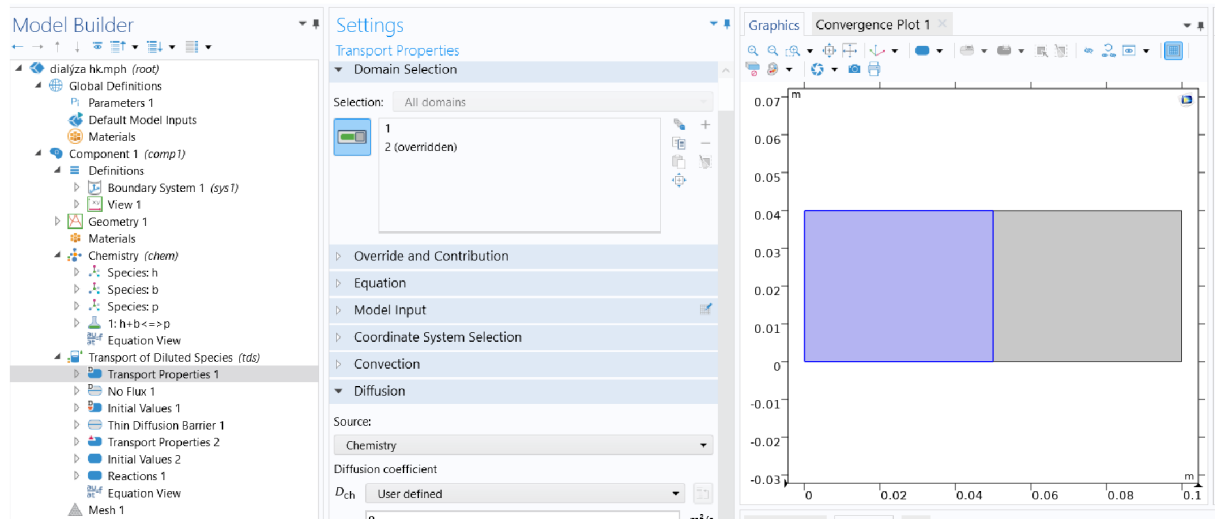 Model Builder
dialýza hk.mph (root)
Global Definitions
Pi Parameters 1
Default Model Inputs
Materials
Component 1 (comp1)
Definitions
Boundary System 1 (sys1)
View 1
Geometry 1
Materials
Chemistry (chem)
Species: h
Species: b
Species: p
1: h+b<=>p
Equation View
Transport of Diluted Species (tds)
Transport Properties 1
No Flux 1
Initial Values 1
Thin Diffusion Barrier 1
Transport Properties 2
Initial Values 2
Reactions 1
Equation View
Mesh 1
Settings
Transport Properties
Domain Selection
Selection: All domains
1
2 (overridden)
Override and Contribution
Equation
Model Input
Coordinate System Selection
Convection
Diffusion
Source:
Chemistry
Diffusion coefficient
Dch User defined
Graphics Convergence Plot 1
m
0.07
0.06
0.05
0.04
0.03
0.02
0.01
0
-0.01
-0.02
-0.03
m
0 0.02 0.04 0.06 0.08 0.1